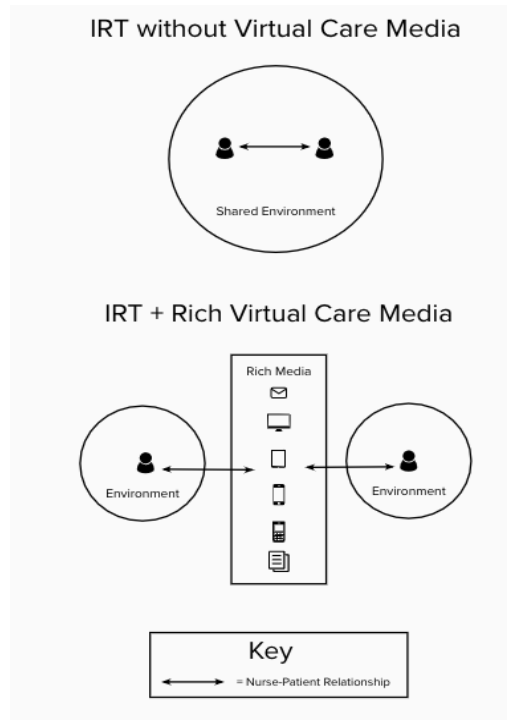 IRT without Virtual Care Media
Shared Environment
IRT + Rich Virtual Care Media
Rich Media
Environment
Environment
Key
= Nurse-Patient Relationship